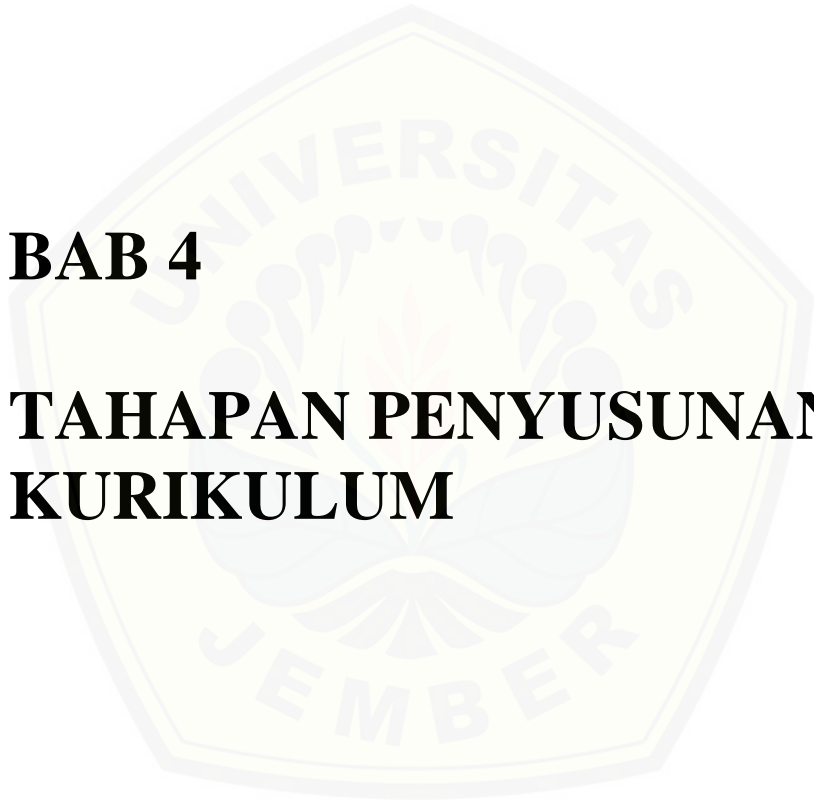 BAB 4
TAHAPAN PENYUSUNAN
KURIKULUM
UNIVERSITAS
JEMBER